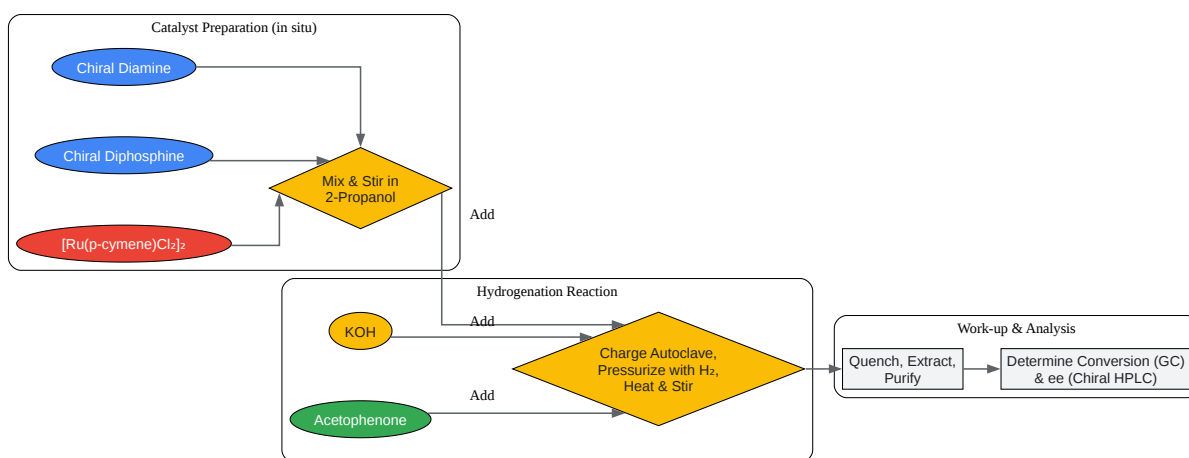 Catalyst Preparation (in situ)
Chiral Diamine
Chiral Diphosphine
Mix & Stir in
2-Propanol
[Ru(p-cymene)Cl₂]₂
Add
Hydrogenation Reaction
KOH
Add
Charge Autoclave,
Pressurize with H₂,
Heat & Stir
Add
Acetophenone
Work-up & Analysis
Quench, Extract,
Purify
Determine Conversion (GC)
& ee (Chiral HPLC)